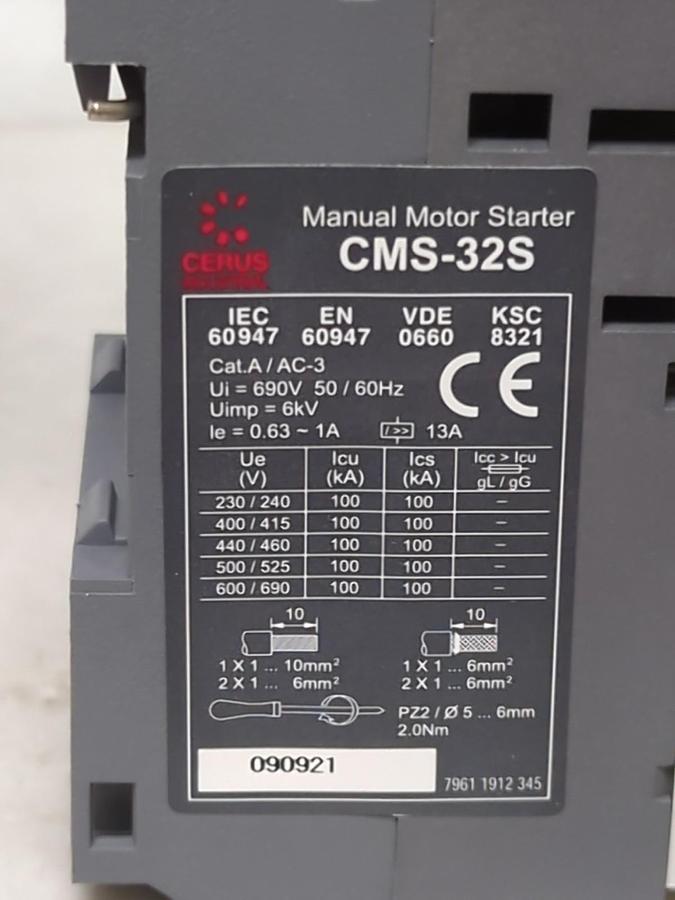 Manual Motor Starter
CERUS
CMS-32S
IEC EN VDE KSC
60947 60947 0660 8321
Cat.A / AC-3
Ui = 690V 50 / 60Hz
Uimp = 6kV
CE
Ie = 0.63 ~ 1A I >> 13A
Ue Icu Ics Icc > Icu
(V) (kA) (kA) gL / gG
230 / 240 100 100 –
400 / 415 100 100 –
440 / 460 100 100 –
500 / 525 100 100 –
600 / 690 100 100 –
10 10
1 X 1 ... 10mm² 1 X 1 ... 6mm²
2 X 1 ... 6mm² 2 X 1 ... 6mm²
PZ2 / Ø 5 ... 6mm
2.0Nm
090921
7961 1912 345